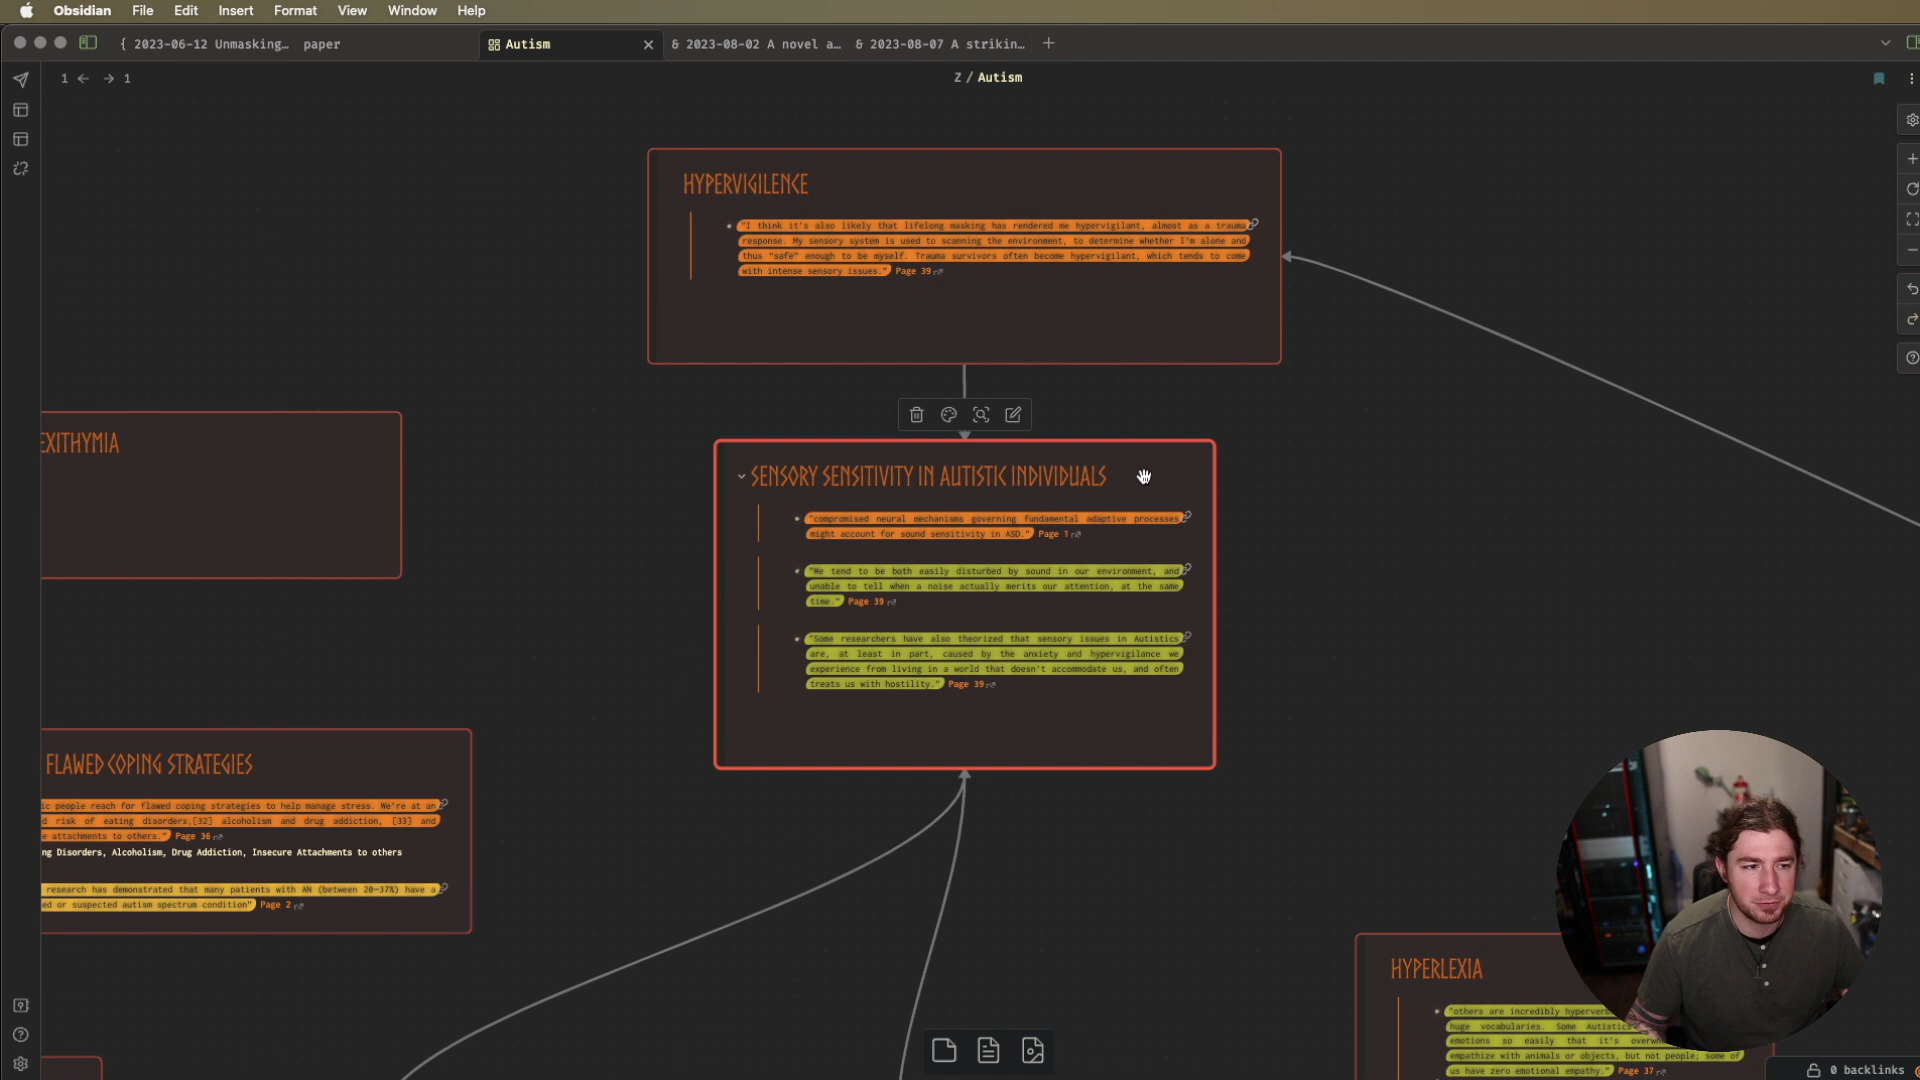 Obsidian File Edit Insert Format View Window Help
{ 2023-06-12 Unmasking… paper
Autism
& 2023-08-02 A novel a…
& 2023-08-07 A strikin…
1
1
Z / Autism
HYPERVIGILENCE
"I think it's also likely that lifelong masking has rendered me hypervigilant, almost as a trauma
response. My sensory system is used to scanning the environment, to determine whether I'm alone and
thus "safe" enough to be myself. Trauma survivors often become hypervigilant, which tends to come
with intense sensory issues." Page 39
EXITHYMIA
SENSORY SENSITIVITY IN AUTISTIC INDIVIDUALS
"compromised neural mechanisms governing fundamental adaptive processes
might account for sound sensitivity in ASD." Page 1
"We tend to be both easily disturbed by sound in our environment, and
unable to tell when a noise actually merits our attention, at the same
time." Page 39
"Some researchers have also theorized that sensory issues in Autistics
are, at least in part, caused by the anxiety and hypervigilance we
experience from living in a world that doesn't accommodate us, and often
treats us with hostility." Page 39
FLAWED COPING STRATEGIES
ic people reach for flawed coping strategies to help manage stress. We're at an
d risk of eating disorders,[32] alcoholism and drug addiction, [33] and
e attachments to others." Page 36
ng Disorders, Alcoholism, Drug Addiction, Insecure Attachments to others
research has demonstrated that many patients with AN (between 20–37%) have a
ed or suspected autism spectrum condition" Page 2
HYPERLEXIA
"others are incredibly hyperverb
huge vocabularies. Some Autistics
emotions so easily that it's overwh
empathize with animals or objects, but not people; some of
us have zero emotional empathy." Page 37
0 backlinks